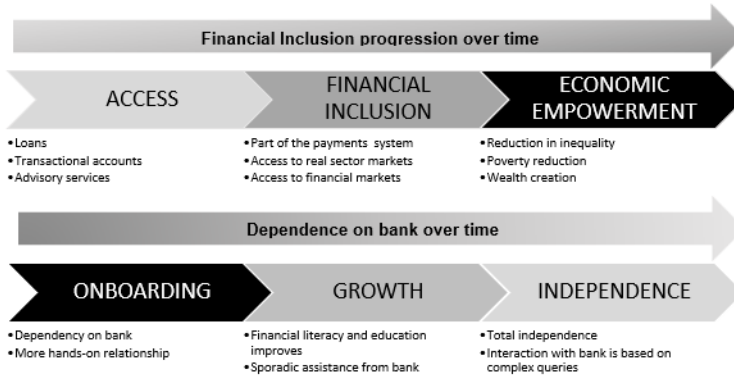 Financial Inclusion progression over time
ACCESS
FINANCIAL
INCLUSION
ECONOMIC
EMPOWERMENT
•Loans
•Transactional accounts
•Advisory services
•Part of the payments system
•Access to real sector markets
•Access to financial markets
•Reduction in inequality
•Poverty reduction
•Wealth creation
Dependence on bank over time
ONBOARDING
GROWTH
INDEPENDENCE
•Dependency on bank
•More hands-on relationship
•Financial literacy and education
improves
•Sporadic assistance from bank
•Total independence
•Interaction with bank is based on
complex queries